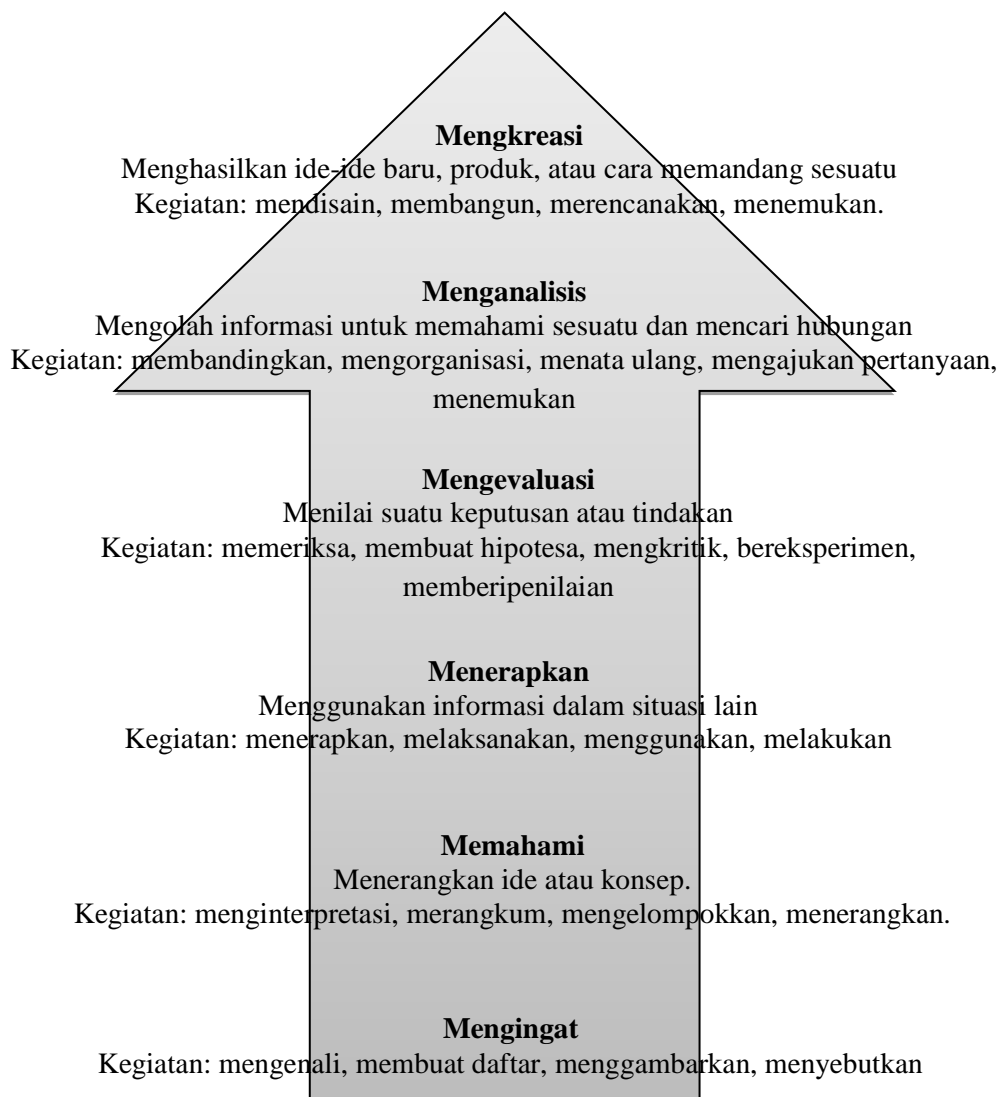 Mengkreasi
Menghasilkan ide-ide baru, produk, atau cara memandang sesuatu
Kegiatan: mendisain, membangun, merencanakan, menemukan.
Menganalisis
Mengolah informasi untuk memahami sesuatu dan mencari hubungan
Kegiatan: membandingkan, mengorganisasi, menata ulang, mengajukan pertanyaan,
menemukan
Mengevaluasi
Menilai suatu keputusan atau tindakan
Kegiatan: memeriksa, membuat hipotesa, mengkritik, bereksperimen,
memberipenilaian
Menerapkan
Menggunakan informasi dalam situasi lain
Kegiatan: menerapkan, melaksanakan, menggunakan, melakukan
Memahami
Menerangkan ide atau konsep.
Kegiatan: menginterpretasi, merangkum, mengelompokkan, menerangkan.
Mengingat
Kegiatan: mengenali, membuat daftar, menggambarkan, menyebutkan